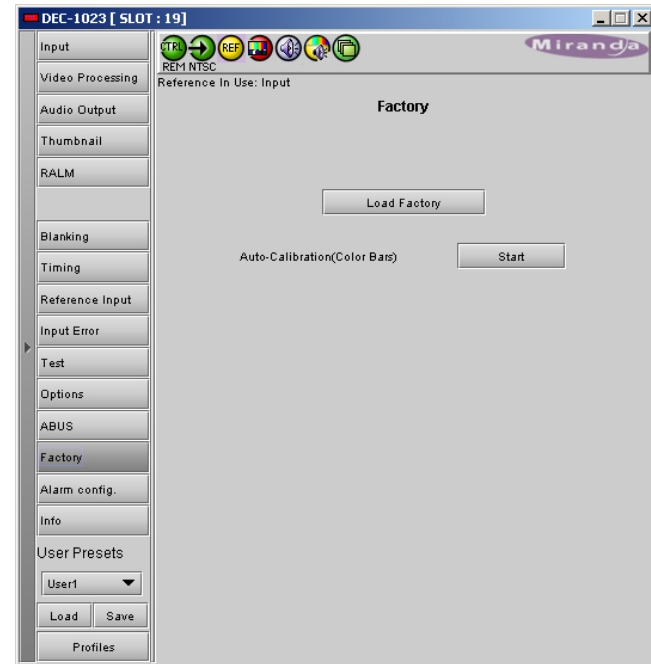 DEC-1023 [ SLOT : 19]
Input
Video Processing
Audio Output
Thumbnail
RALM
Blanking
Timing
Reference Input
Input Error
Test
Options
ABUS
Factory
Alarm config.
Info
User Presets
User1
Load Save
Profiles
CTRL REF
REM NTSC
Miranda
Reference In Use: Input
Factory
Load Factory
Auto-Calibration(Color Bars) Start